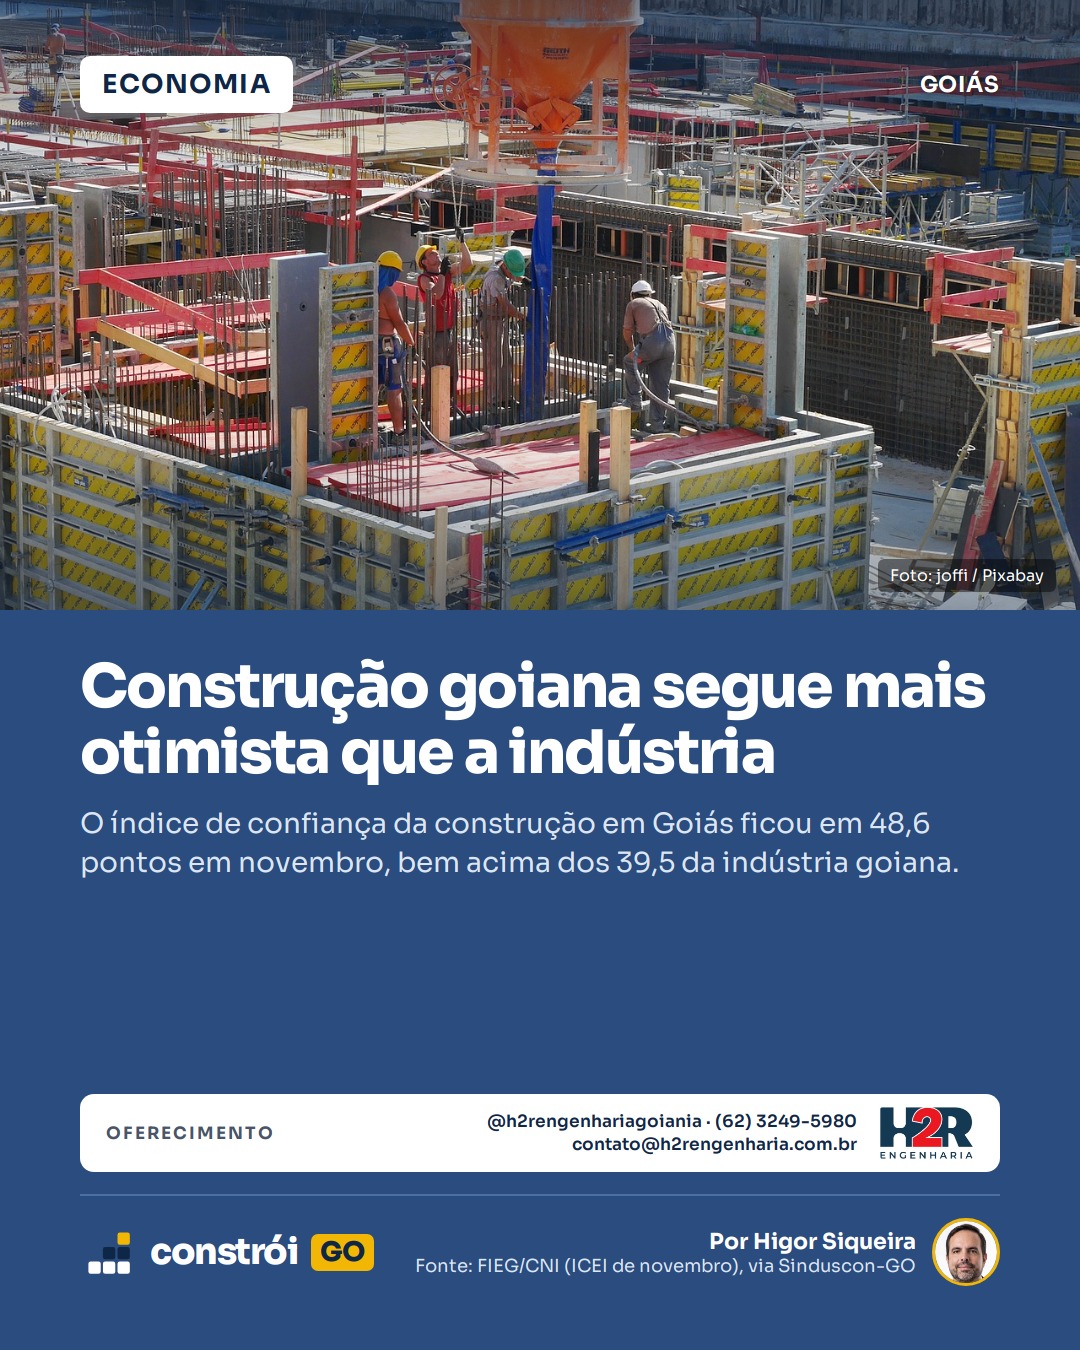 ECONOMIA
GOIÁS
Foto: joffi / Pixabay
Construção goiana segue mais
otimista que a indústria
O índice de confiança da construção em Goiás ficou em 48,6
pontos em novembro, bem acima dos 39,5 da indústria goiana.
OFERECIMENTO
@h2rengenhariagoiania · (62) 3249-5980
contato@h2rengenharia.com.br
H2R
ENGENHARIA
constrói GO
Por Higor Siqueira
Fonte: FIEG/CNI (ICEI de novembro), via Sinduscon-GO